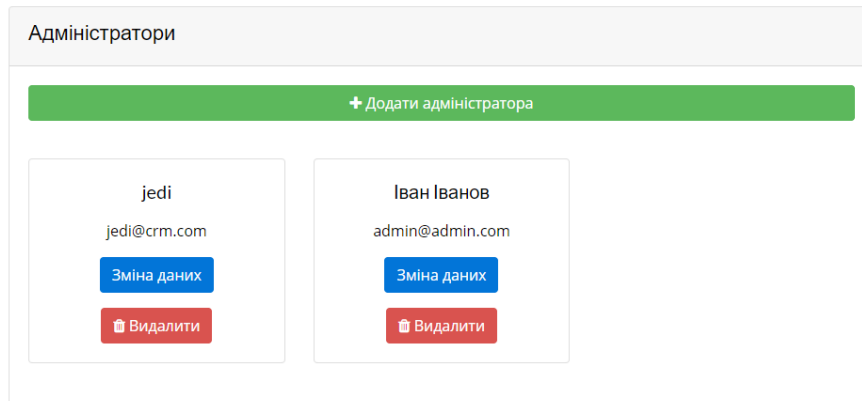 Адміністратори
Додати адміністратора
jedi
jedi@crm.com
Зміна даних
Видалити
Іван Іванов
admin@admin.com
Зміна даних
Видалити